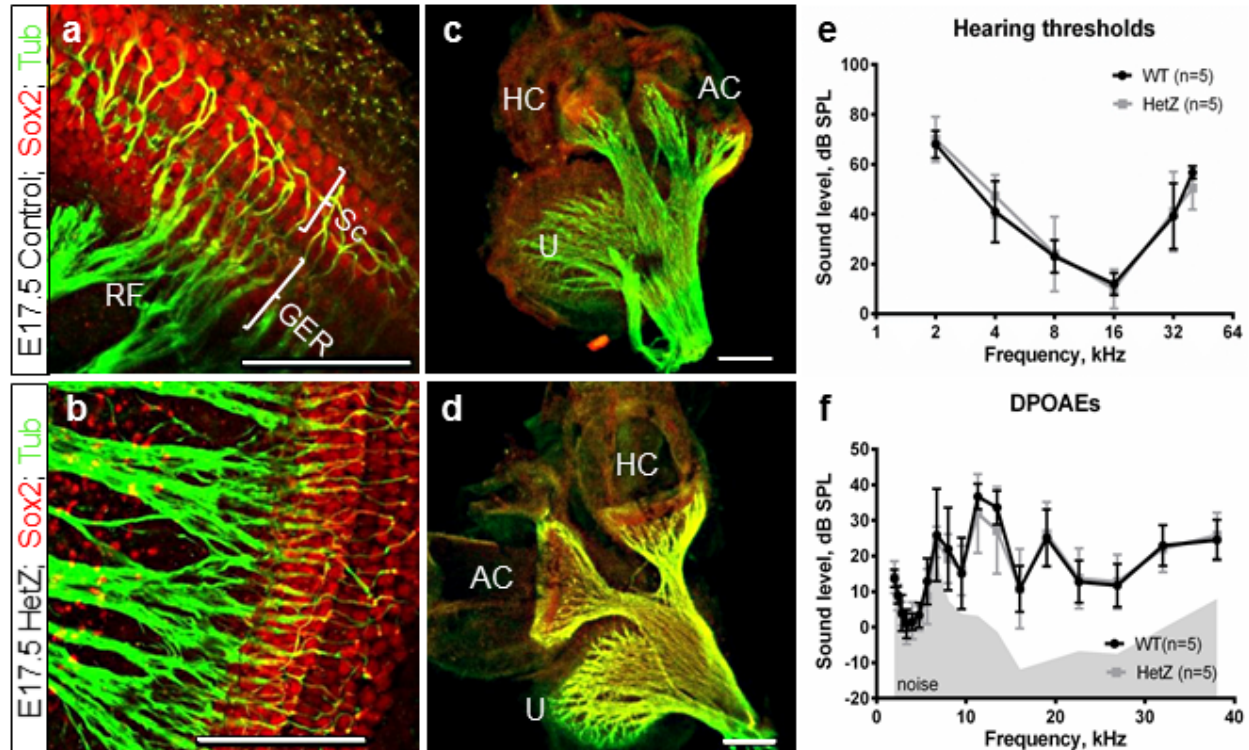 E17.5 Control; Sox2; Tub
a
Sc
RF
GER
c
HC
AC
U
e
Hearing thresholds
WT (n=5)
HetZ (n=5)
Sound level, dB SPL
100
80
60
40
20
0
1 2 4 8 16 32 64
Frequency, kHz
E17.5 HetZ; Sox2; Tub
b
d
HC
AC
U
f
DPOAEs
Sound level, dB SPL
50
40
30
20
10
0
-10
-20
WT(n=5)
HetZ (n=5)
noise
0 10 20 30 40
Frequency, kHz